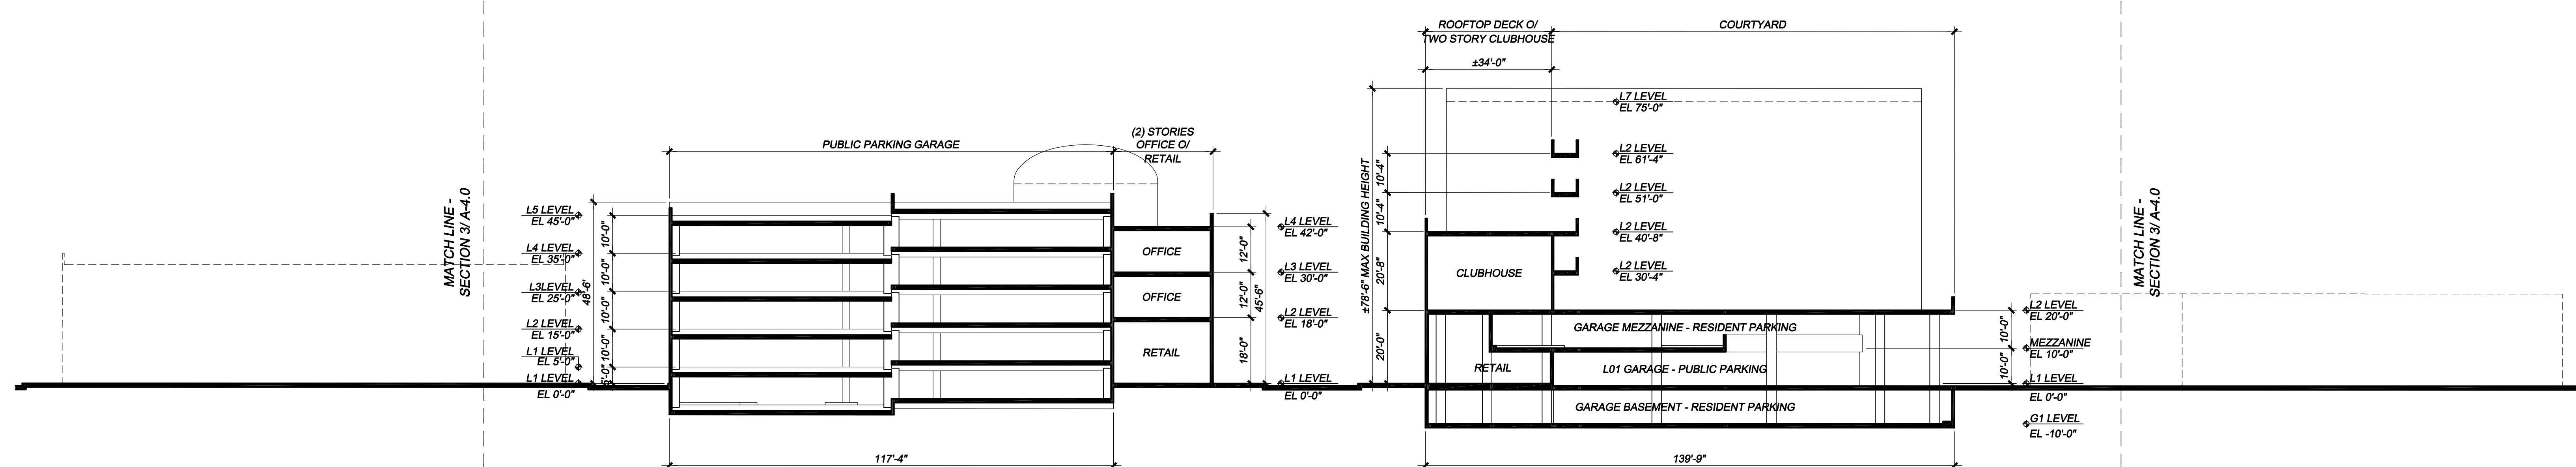 MATCH LINE -
SECTION 3/ A-4.0
L5 LEVEL
EL 45'-0"
L4 LEVEL
EL 35'-0"
L3LEVEL
EL 25'-0"
L2 LEVEL
EL 15'-0"
L1 LEVEL
EL 5'-0"
L1 LEVEL
EL 0'-0"
48'-6'
10'-0"
10'-0"
10'-0"
10'-0"
5'-0"
PUBLIC PARKING GARAGE
(2) STORIES
OFFICE O/
RETAIL
OFFICE
OFFICE
RETAIL
12'-0"
12'-0"
18'-0"
45'-6"
117'-4"
L4 LEVEL
EL 42'-0"
L3 LEVEL
EL 30'-0"
L2 LEVEL
EL 18'-0"
L1 LEVEL
EL 0'-0"
ROOFTOP DECK O/
TWO STORY CLUBHOUSE
COURTYARD
±34'-0"
±78'-6" MAX BUILDING HEIGHT
10'-4"
10'-4"
20'-8"
20'-0"
L7 LEVEL
EL 75'-0"
L2 LEVEL
EL 61'-4"
L2 LEVEL
EL 51'-0"
L2 LEVEL
EL 40'-8"
L2 LEVEL
EL 30'-4"
CLUBHOUSE
GARAGE MEZZANINE - RESIDENT PARKING
RETAIL
L01 GARAGE - PUBLIC PARKING
GARAGE BASEMENT - RESIDENT PARKING
139'-9"
10'-0"
10'-0"
L2 LEVEL
EL 20'-0"
MEZZANINE
EL 10'-0"
L1 LEVEL
EL 0'-0"
G1 LEVEL
EL -10'-0"
MATCH LINE -
SECTION 3/ A-4.0